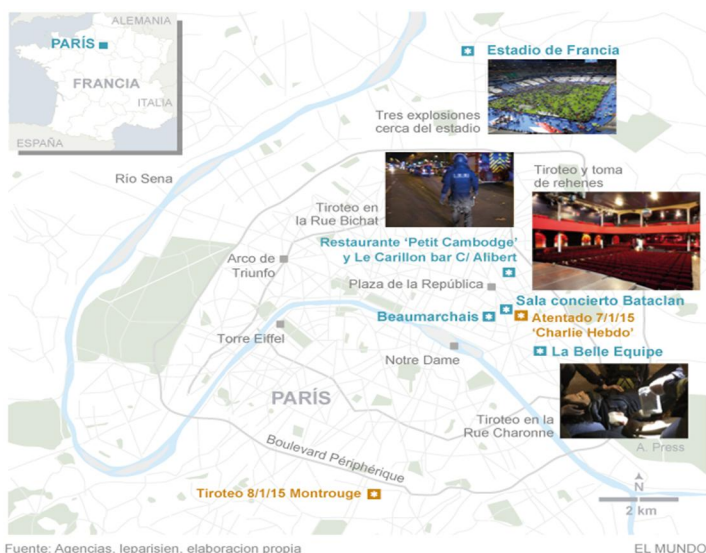 ALEMANIA
PARÍS
FRANCIA
ITALIA
ESPAÑA
Estadio de Francia
Tres explosiones
cerca del estadio
Rio Sena
Tiroteo en
la Rue Bichat
Tiroteo y toma
de rehenes
Restaurante ‘Petit Cambodge’
y Le Carillon bar C/ Alibert
Arco de
Triunfo
Plaza de la República
Sala concierto Bataclan
Beaumarchais
Atentado 7/1/15
‘Charlie Hebdo’
Torre Eiffel
Notre Dame
La Belle Equipe
PARÍS
Tiroteo en la
Rue Charonne
A. Press
Boulevard Périphérique
Tiroteo 8/1/15 Montrouge
N
2 km
Fuente: Agencias, leparisien, elaboracion propia
EL MUNDO